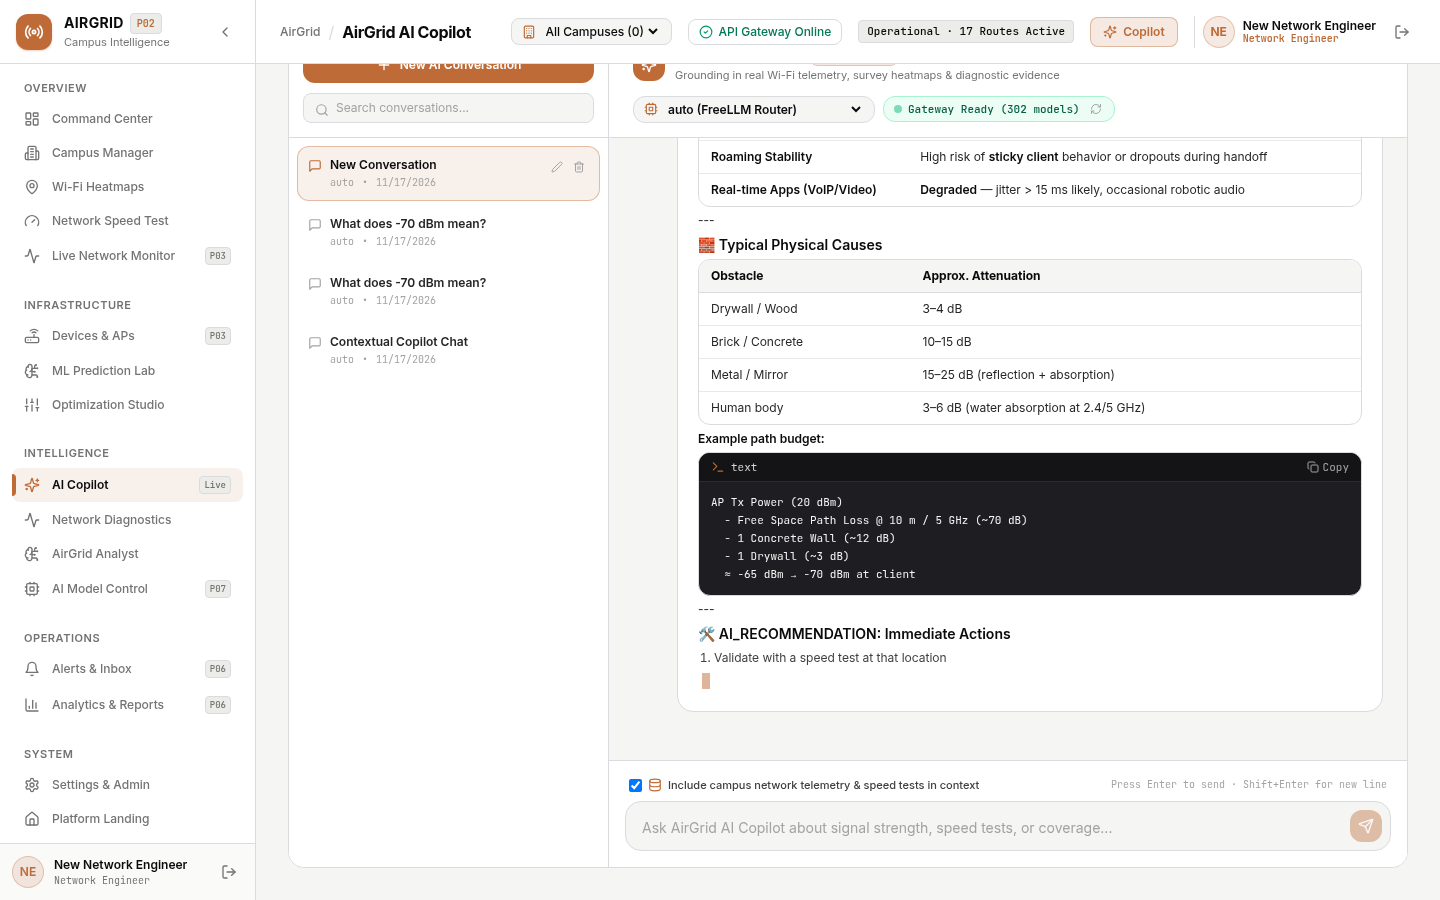 AIRGRID P02
Campus Intelligence
OVERVIEW
Command Center
Campus Manager
Wi-Fi Heatmaps
Network Speed Test
Live Network Monitor P03
INFRASTRUCTURE
Devices & APs P03
ML Prediction Lab
Optimization Studio
INTELLIGENCE
AI Copilot Live
Network Diagnostics
AirGrid Analyst
AI Model Control P07
OPERATIONS
Alerts & Inbox P06
Analytics & Reports P06
SYSTEM
Settings & Admin
Platform Landing
NE New Network Engineer
Network Engineer
AirGrid / AirGrid AI Copilot
All Campuses (0)
API Gateway Online
Operational · 17 Routes Active
Copilot
NE New Network Engineer
Network Engineer
New AI Conversation
Search conversations...
New Conversation
auto • 11/17/2026
What does -70 dBm mean?
auto • 11/17/2026
What does -70 dBm mean?
auto • 11/17/2026
Contextual Copilot Chat
auto • 11/17/2026
Grounding in real Wi-Fi telemetry, survey heatmaps & diagnostic evidence
auto (FreeLLM Router)
Gateway Ready (302 models)
Roaming Stability High risk of sticky client behavior or dropouts during handoff
Real-time Apps (VoIP/Video) Degraded — jitter > 15 ms likely, occasional robotic audio
---
🧱 Typical Physical Causes
Obstacle Approx. Attenuation
Drywall / Wood 3–4 dB
Brick / Concrete 10–15 dB
Metal / Mirror 15–25 dB (reflection + absorption)
Human body 3–6 dB (water absorption at 2.4/5 GHz)
Example path budget:
text Copy
AP Tx Power (20 dBm)
- Free Space Path Loss @ 10 m / 5 GHz (~70 dB)
- 1 Concrete Wall (~12 dB)
- 1 Drywall (~3 dB)
≈ -65 dBm → -70 dBm at client
---
🛠️ AI_RECOMMENDATION: Immediate Actions
1. Validate with a speed test at that location
Include campus network telemetry & speed tests in context
Press Enter to send · Shift+Enter for new line
Ask AirGrid AI Copilot about signal strength, speed tests, or coverage...